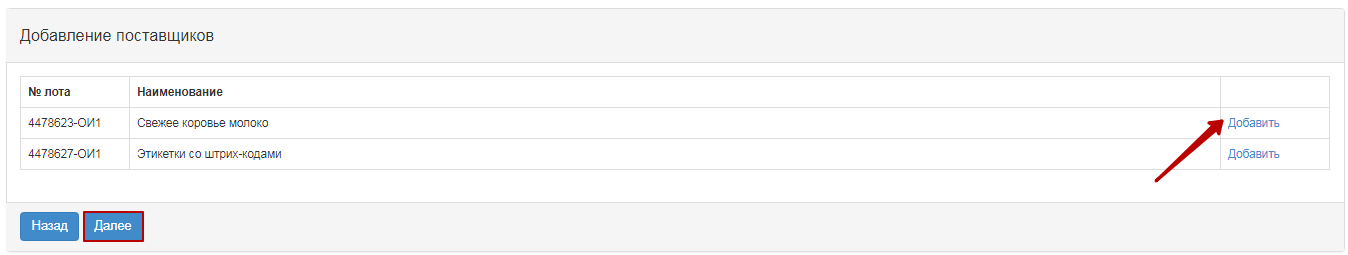 Добавление поставщиков
№ лота Наименование
4478623-ОИ1 Свежее коровье молоко Добавить
4478627-ОИ1 Этикетки со штрих-кодами Добавить
Назад Далее